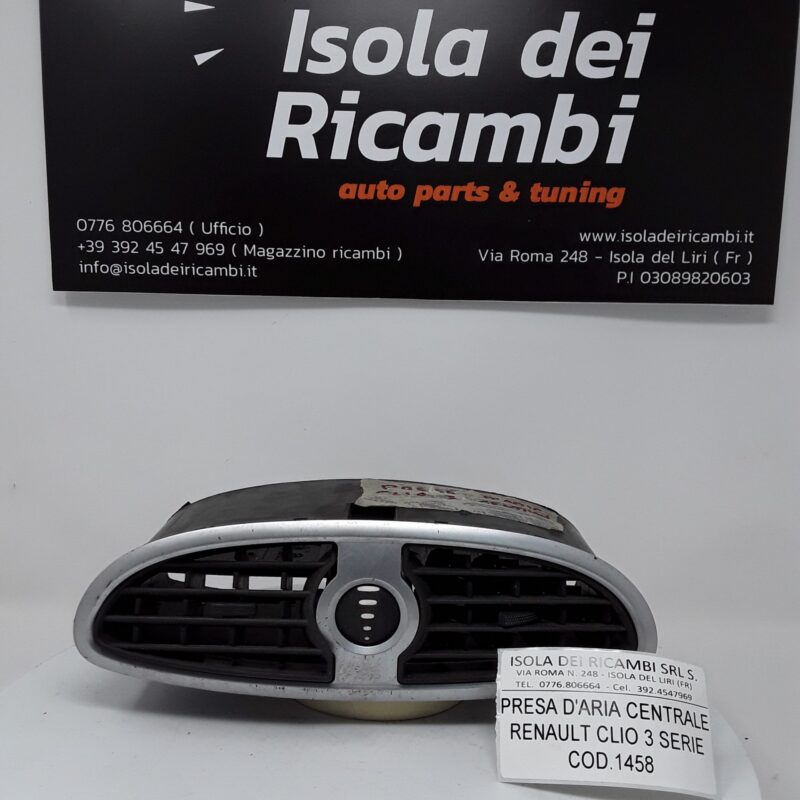 Isola dei
Ricambi
auto parts & tuning
0776 806664 ( Ufficio )
+39 392 45 47 969 ( Magazzino ricambi )
info@isoladeiricambi.it
www.isoladeiricambi.it
Via Roma 248 - Isola del Liri ( Fr )
P.I 03089820603
ISOLA DEI RICAMBI SRL S.
VIA ROMA N. 248 - ISOLA DEL LIRI (FR)
TEL. 0776.806664 - Cel. 392.4547969
PRESA D'ARIA CENTRALE
RENAULT CLIO 3 SERIE
COD.1458